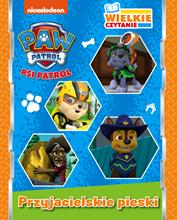 nickelodeon
WIELKIE
CZYTANIE
PAW
PATROL
PSI PATROL
Przyjacielskie pieski